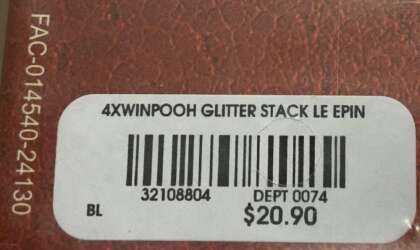 FAC-014540-24130
4XWINPOOH GLITTER STACK LE EPIN
32108804 DEPT 0074
BL $20.90